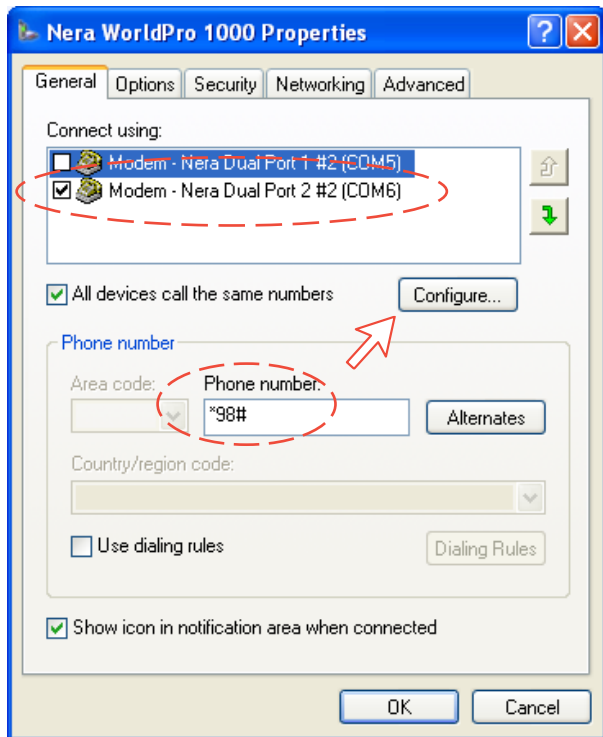 Nera WorldPro 1000 Properties
General Options Security Networking Advanced
Connect using:
Modem - Nera Dual Port 1 #2 (COM5)
Modem - Nera Dual Port 2 #2 (COM6)
All devices call the same numbers
Configure...
Phone number
Area code: Phone number:
*98#
Alternates
Country/region code:
Use dialing rules
Dialing Rules
Show icon in notification area when connected
OK Cancel